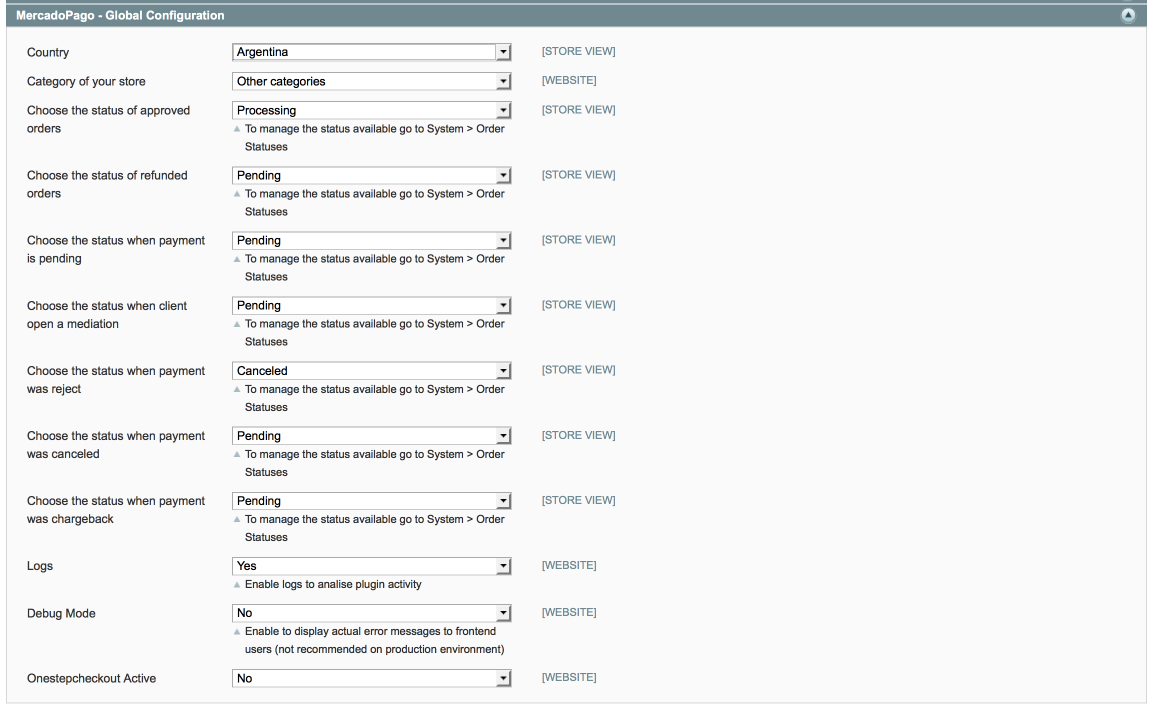 MercadoPago - Global Configuration
Country
Argentina
[STORE VIEW]
Category of your store
Other categories
[WEBSITE]
Choose the status of approved
orders
Processing
[STORE VIEW]
To manage the status available go to System > Order
Statuses
Choose the status of refunded
orders
Pending
[STORE VIEW]
To manage the status available go to System > Order
Statuses
Choose the status when payment
is pending
Pending
[STORE VIEW]
To manage the status available go to System > Order
Statuses
Choose the status when client
open a mediation
Pending
[STORE VIEW]
To manage the status available go to System > Order
Statuses
Choose the status when payment
was reject
Canceled
[STORE VIEW]
To manage the status available go to System > Order
Statuses
Choose the status when payment
was canceled
Pending
[STORE VIEW]
To manage the status available go to System > Order
Statuses
Choose the status when payment
was chargeback
Pending
[STORE VIEW]
To manage the status available go to System > Order
Statuses
Logs
Yes
[WEBSITE]
Enable logs to analise plugin activity
Debug Mode
No
[WEBSITE]
Enable to display actual error messages to frontend
users (not recommended on production environment)
Onestepcheckout Active
No
[WEBSITE]